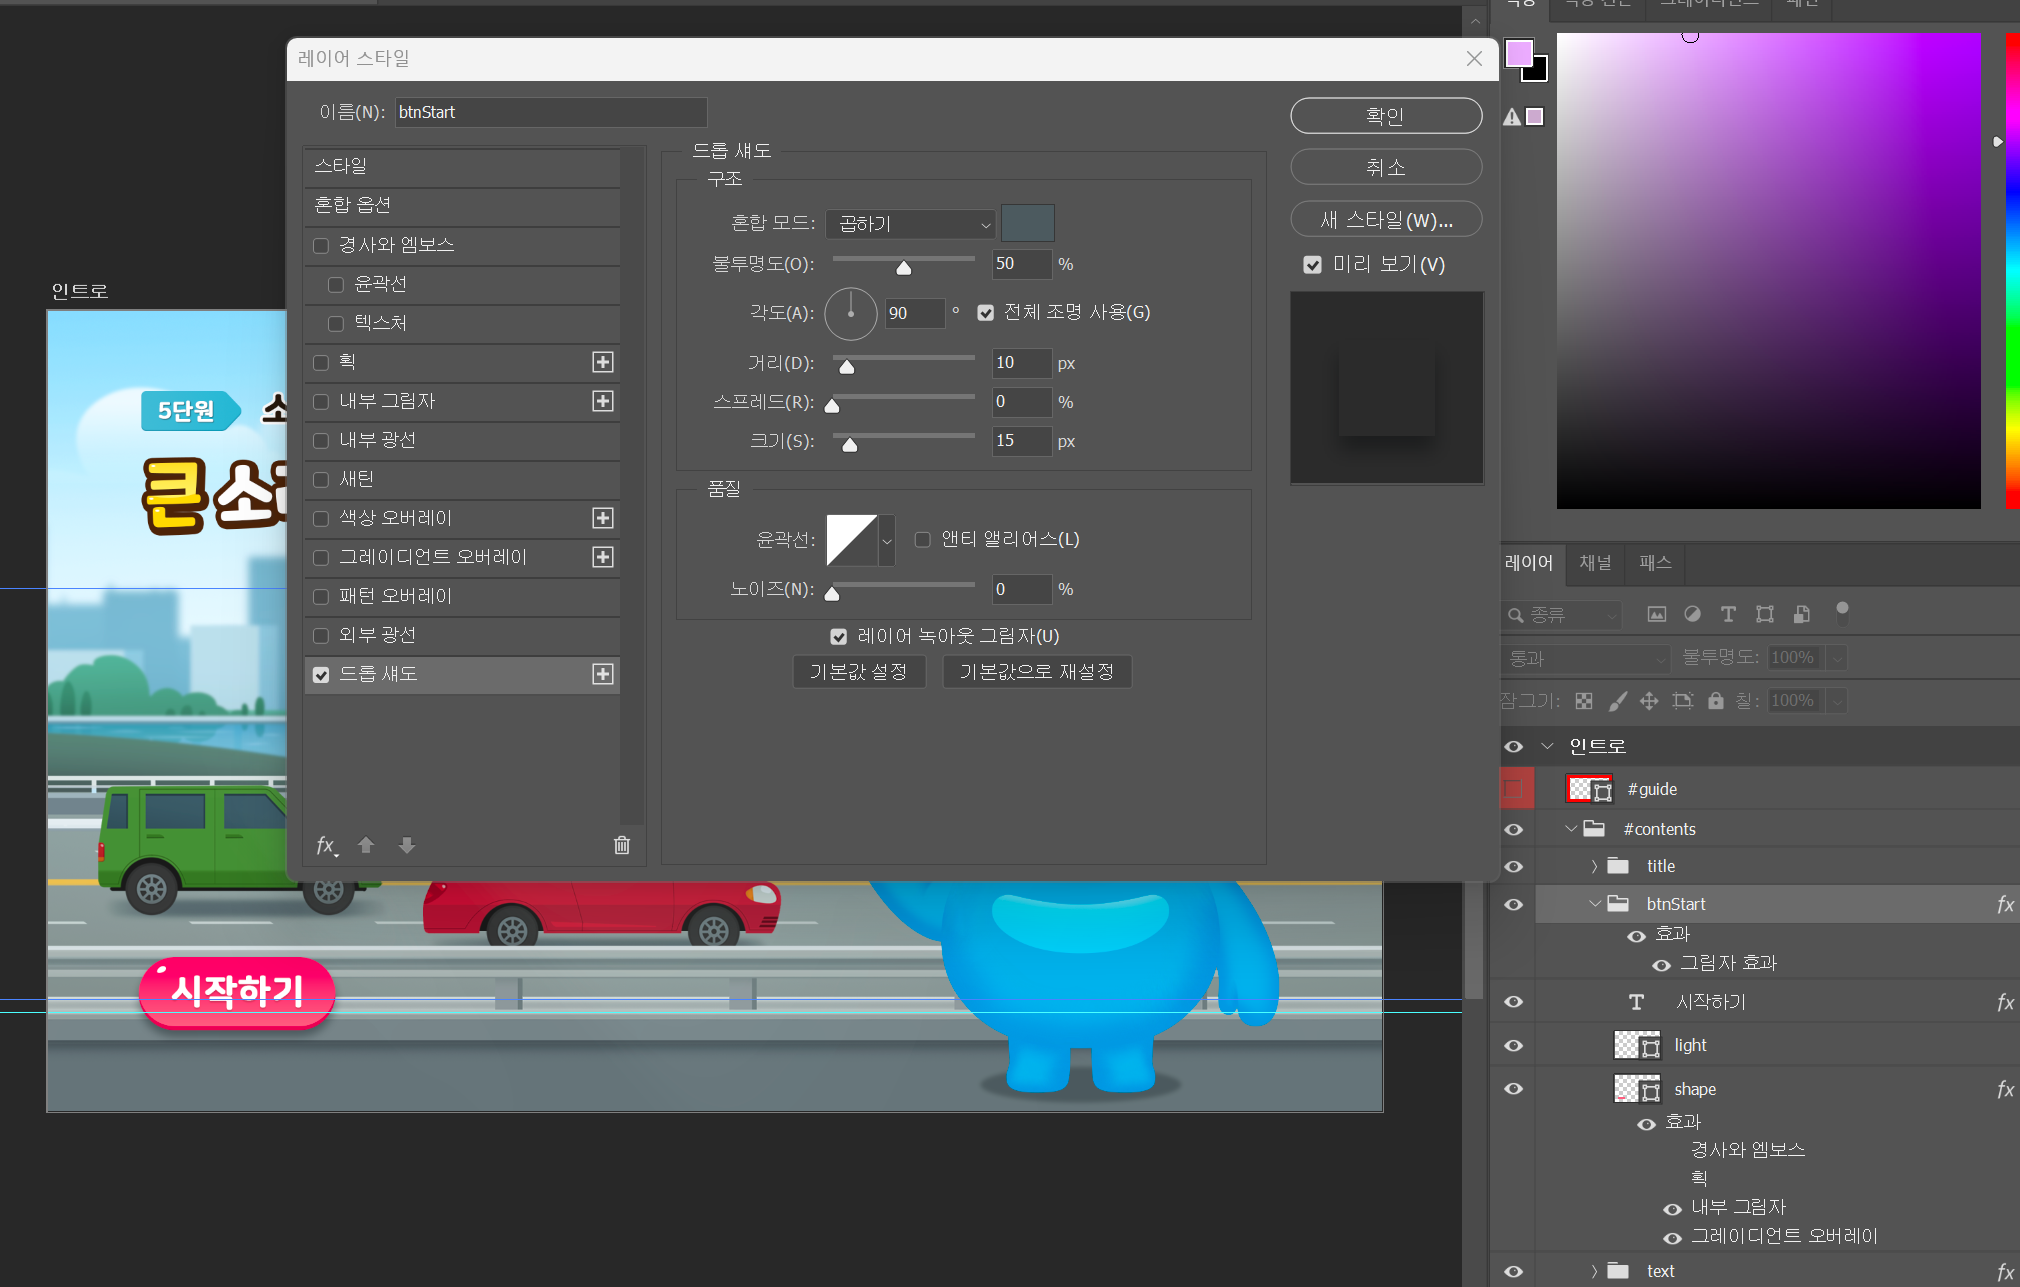 레이어 스타일
이름(N): btnStart
스타일
혼합 옵션
경사와 엠보스
윤곽선
텍스처
획
내부 그림자
내부 광선
새틴
색상 오버레이
그레이디언트 오버레이
패턴 오버레이
외부 광선
드롭 섀도
fx
드롭 섀도
구조
혼합 모드: 곱하기
불투명도(O): 50 %
각도(A): 90 ° 전체 조명 사용(G)
거리(D): 10 px
스프레드(R): 0 %
크기(S): 15 px
품질
윤곽선: 앤티 앨리어스(L)
노이즈(N): 0 %
레이어 녹아웃 그림자(U)
기본값 설정 기본값으로 재설정
확인
취소
새 스타일(W)...
미리 보기(V)
인트로
5단원 소
큰소
시작하기
레이어 채널 패스
종류
통과 불투명도: 100%
잠그기: 칠: 100%
인트로
#guide
#contents
title
btnStart fx
효과
그림자 효과
T 시작하기 fx
light
shape fx
효과
경사와 엠보스
획
내부 그림자
그레이디언트 오버레이
text fx